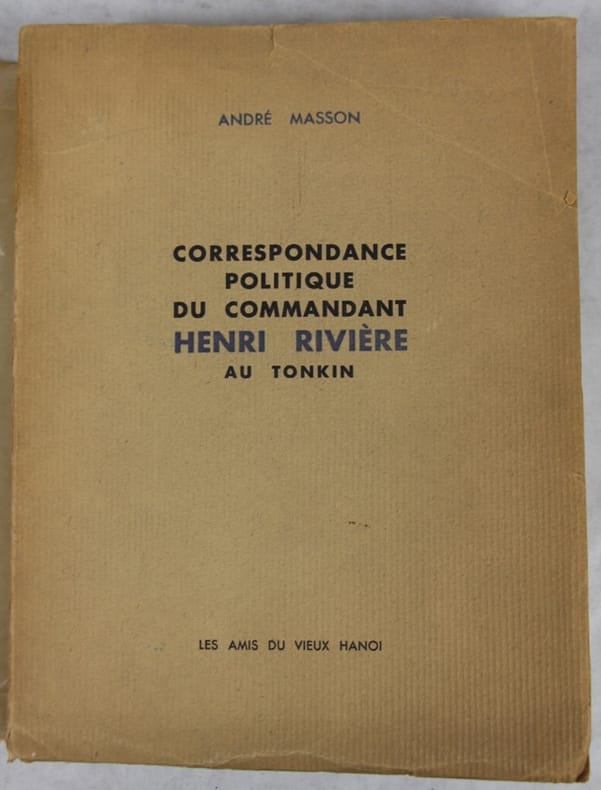 ANDRÉ MASSON
CORRESPONDANCE
POLITIQUE
DU COMMANDANT
HENRI RIVIÈRE
AU TONKIN
LES AMIS DU VIEUX HANOI